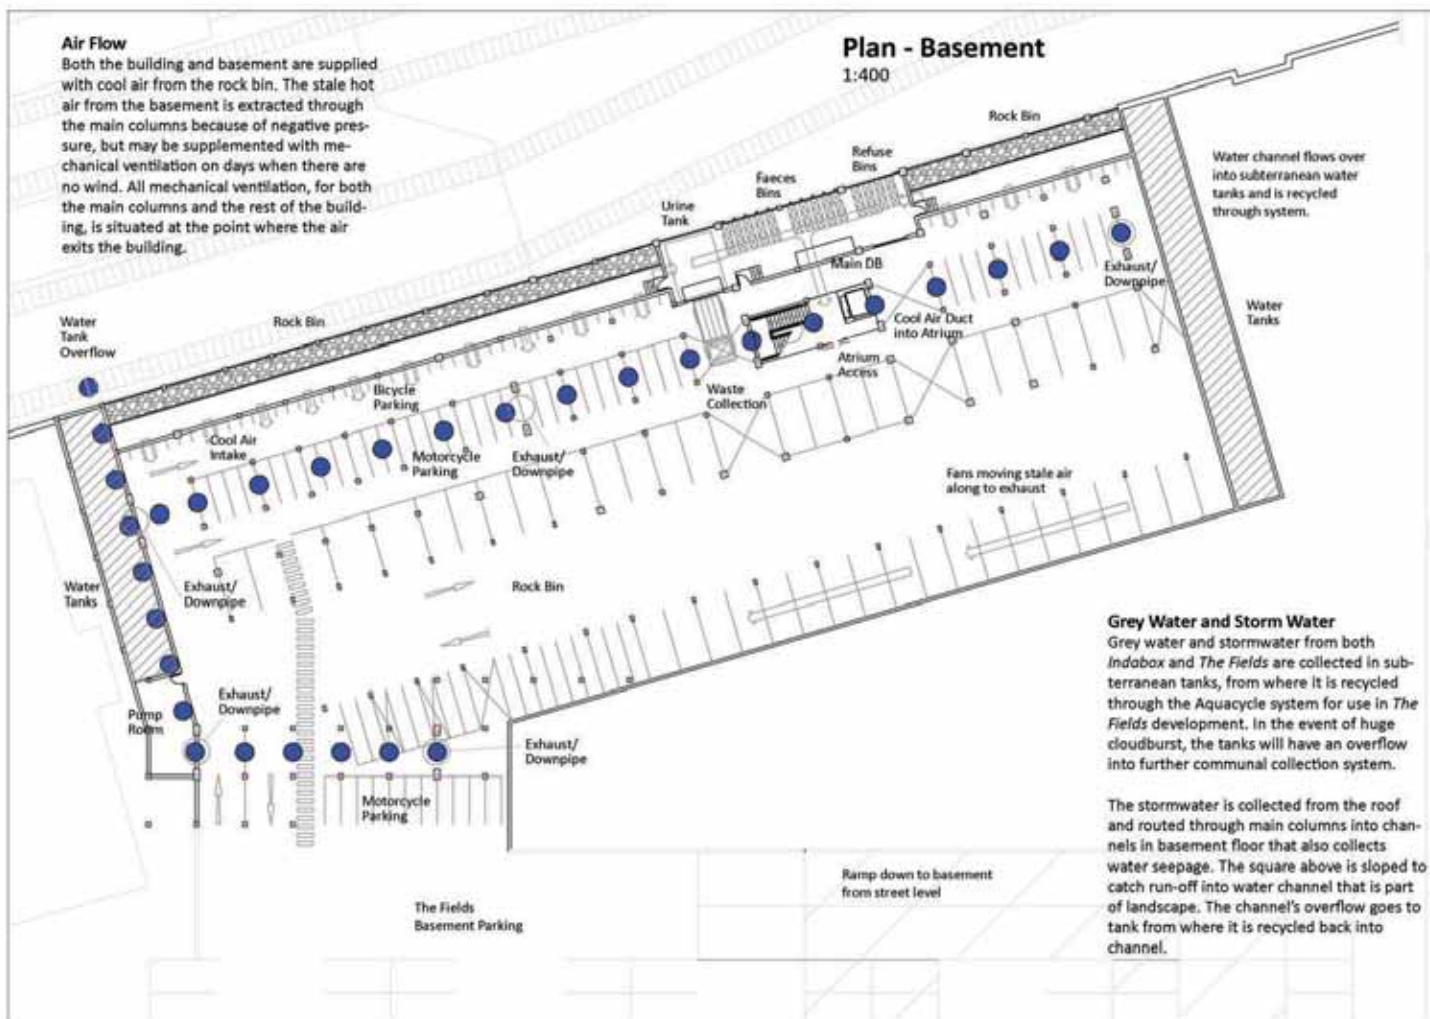 Air Flow
Both the building and basement are supplied
with cool air from the rock bin. The stale hot
air from the basement is extracted through
the main columns because of negative pres-
sure, but may be supplemented with me-
chanical ventilation on days when there are
no wind. All mechanical ventilation, for both
the main columns and the rest of the build-
ing, is situated at the point where the air
exits the building.
Plan - Basement
1:400
Rock Bin
Refuse
Bins
Faeces
Bins
Urine
Tank
Water channel flows over
into subterranean water
tanks and is recycled
through system.
Main DB
Exhaust/
Downpipe
Water
Tanks
Water
Tank
Overflow
Rock Bin
Cool Air Duct
into Atrium
Atrium
Access
Bicycle
Parking
Waste
Collection
Cool Air
Intake
Motorcycle
Parking
Exhaust/
Downpipe
Fans moving stale air
along to exhaust
Water
Tanks
Exhaust/
Downpipe
Rock Bin
Exhaust/
Downpipe
Pump
Room
Exhaust/
Downpipe
Motorcycle
Parking
Grey Water and Storm Water
Grey water and stormwater from both
Indabox and The Fields are collected in sub-
terranean tanks, from where it is recycled
through the Aquacycle system for use in The
Fields development. In the event of huge
cloudburst, the tanks will have an overflow
into further communal collection system.
The stormwater is collected from the roof
and routed through main columns into chan-
nels in basement floor that also collects
water seepage. The square above is sloped to
catch run-off into water channel that is part
of landscape. The channel's overflow goes to
tank from where it is recycled back into
channel.
Ramp down to basement
from street level
The Fields
Basement Parking